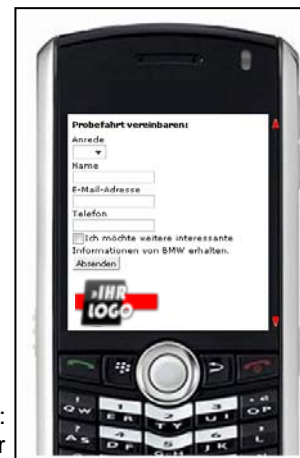 Probefahrt vereinbaren:
Anrede
Name
E-Mail-Adresse
Telefon
Ich möchte weitere interessante
Informationen von BMW erhalten.
Absenden
»IHR
LOGO
:
r